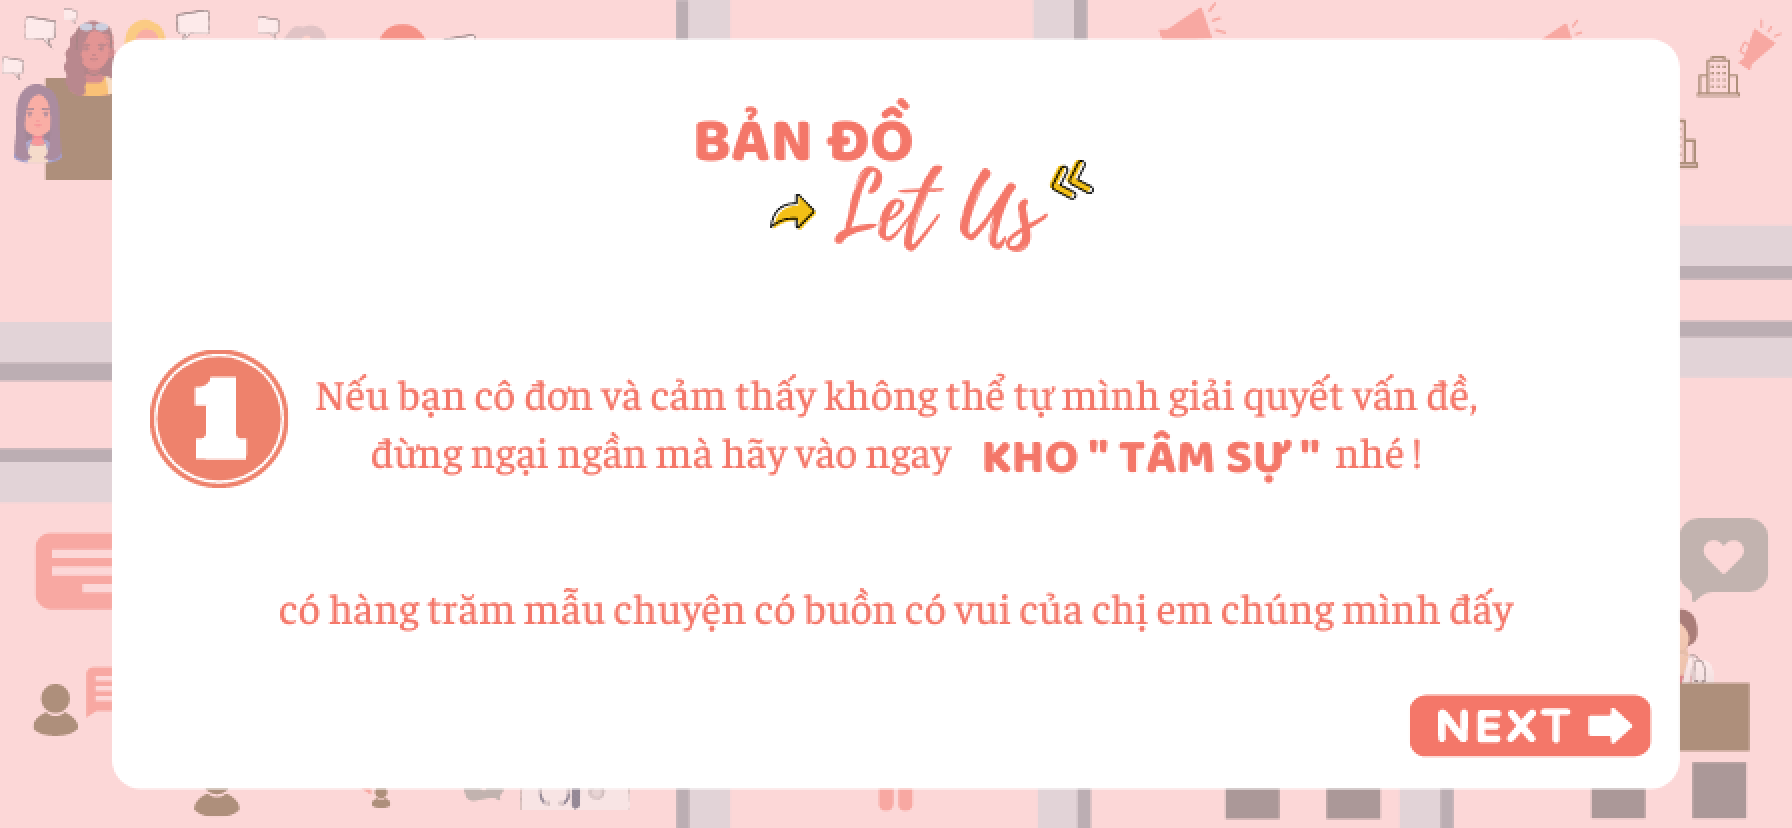 BẢN ĐỒ
Let Us
1
Nếu bạn cô đơn và cảm thấy không thể tự mình giải quyết vấn đề,
đừng ngại ngần mà hãy vào ngay KHO " TÂM SỰ " nhé !
có hàng trăm mẫu chuyện có buồn có vui của chị em chúng mình đấy
NEXT